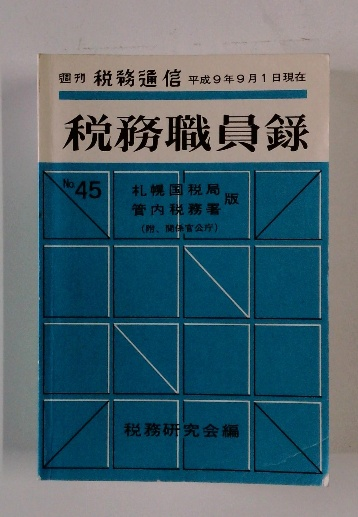 週刊 税務通信 平成9年9月1日現在
税務職員録
No.45
札幌国税局
管内税務署
版
(附、関係官公庁)
税務研究会編